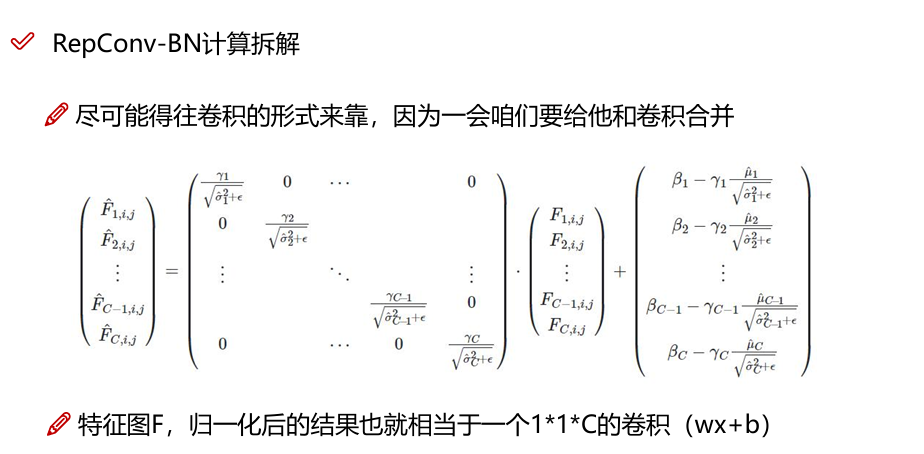 RepConv-BN计算拆解
尽可能得往卷积的形式来靠，因为一会咱们要给他和卷积合并
$$\begin{pmatrix} \hat{F}_{1,i,j} \\ \hat{F}_{2,i,j} \\ \vdots \\ \hat{F}_{C-1,i,j} \\ \hat{F}_{C,i,j} \end{pmatrix} = \begin{pmatrix} \frac{\gamma_1}{\sqrt{\hat{\sigma}_1^2+\epsilon}} & 0 & \cdots & & 0 \\ 0 & \frac{\gamma_2}{\sqrt{\hat{\sigma}_2^2+\epsilon}} & & & \\ \vdots & & \ddots & & \vdots \\ & & & \frac{\gamma_{C-1}}{\sqrt{\hat{\sigma}_{C-1}^2+\epsilon}} & 0 \\ 0 & & \cdots & 0 & \frac{\gamma_C}{\sqrt{\hat{\sigma}_C^2+\epsilon}} \end{pmatrix} \cdot \begin{pmatrix} F_{1,i,j} \\ F_{2,i,j} \\ \vdots \\ F_{C-1,i,j} \\ F_{C,i,j} \end{pmatrix} + \begin{pmatrix} \beta_1 - \gamma_1 \frac{\hat{\mu}_1}{\sqrt{\hat{\sigma}_1^2+\epsilon}} \\ \beta_2 - \gamma_2 \frac{\hat{\mu}_2}{\sqrt{\hat{\sigma}_2^2+\epsilon}} \\ \vdots \\ \beta_{C-1} - \gamma_{C-1} \frac{\hat{\mu}_{C-1}}{\sqrt{\hat{\sigma}_{C-1}^2+\epsilon}} \\ \beta_C - \gamma_C \frac{\hat{\mu}_C}{\sqrt{\hat{\sigma}_C^2+\epsilon}} \end{pmatrix}$$
特征图F，归一化后的结果也就相当于一个1*1*C的卷积（wx+b）